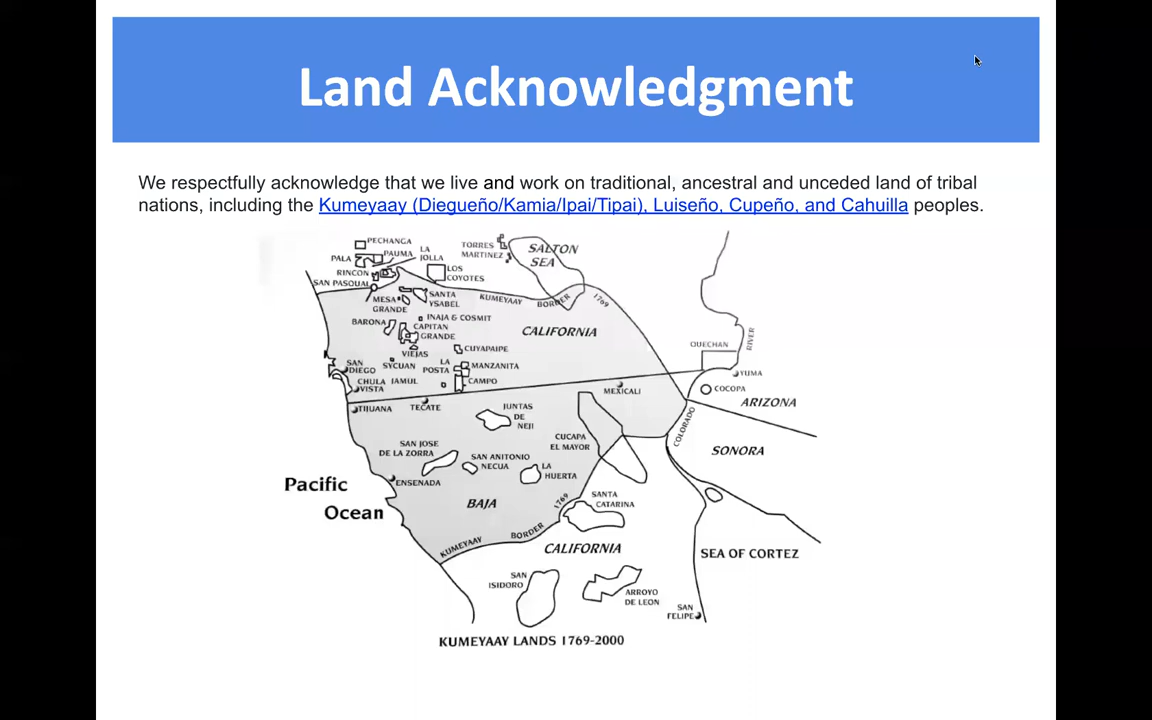 Land Acknowledgment
We respectfully acknowledge that we live and work on traditional, ancestral and unceded land of tribal
nations, including the Kumeyaay (Diegueño/Kamia/Ipai/Tipai), Luiseño, Cupeño, and Cahuilla peoples.
PECHANGA
PALA
PAUMA
LA
JOLLA
RINCON
SAN PASQUAL
LOS
COYOTES
TORRES
MARTINEZ
SALTON
SEA
MESA
GRANDE
SANTA
YSABEL
KUMEYAAY BORDER 1769
INAJA & COSMIT
BARONA
CAPITAN
GRANDE
CALIFORNIA
VIEJAS
CUYAPAIPE
SAN
DIEGO
SYCUAN
LA
POSTA
MANZANITA
CHULA
VISTA
JAMUL
CAMPO
QUECHAN
RIVER
YUMA
COCOPA
ARIZONA
MEXICALI
TIJUANA
TECATE
COLORADO
JUNTAS
DE
NEJI
SAN JOSE
DE LA ZORRA
SAN ANITONIO
NECUA
CUCAPA
EL MAYOR
LA
HUERTA
SONORA
ENSENADA
Pacific
Ocean
BAJA
SANTA
CATARINA
KUMEYAAY BORDER 1769
CALIFORNIA
SEA OF CORTEZ
SAN
ISIDORO
ARROYO
DE LEON
SAN
FELIPE
KUMEYAAY LANDS 1769-2000